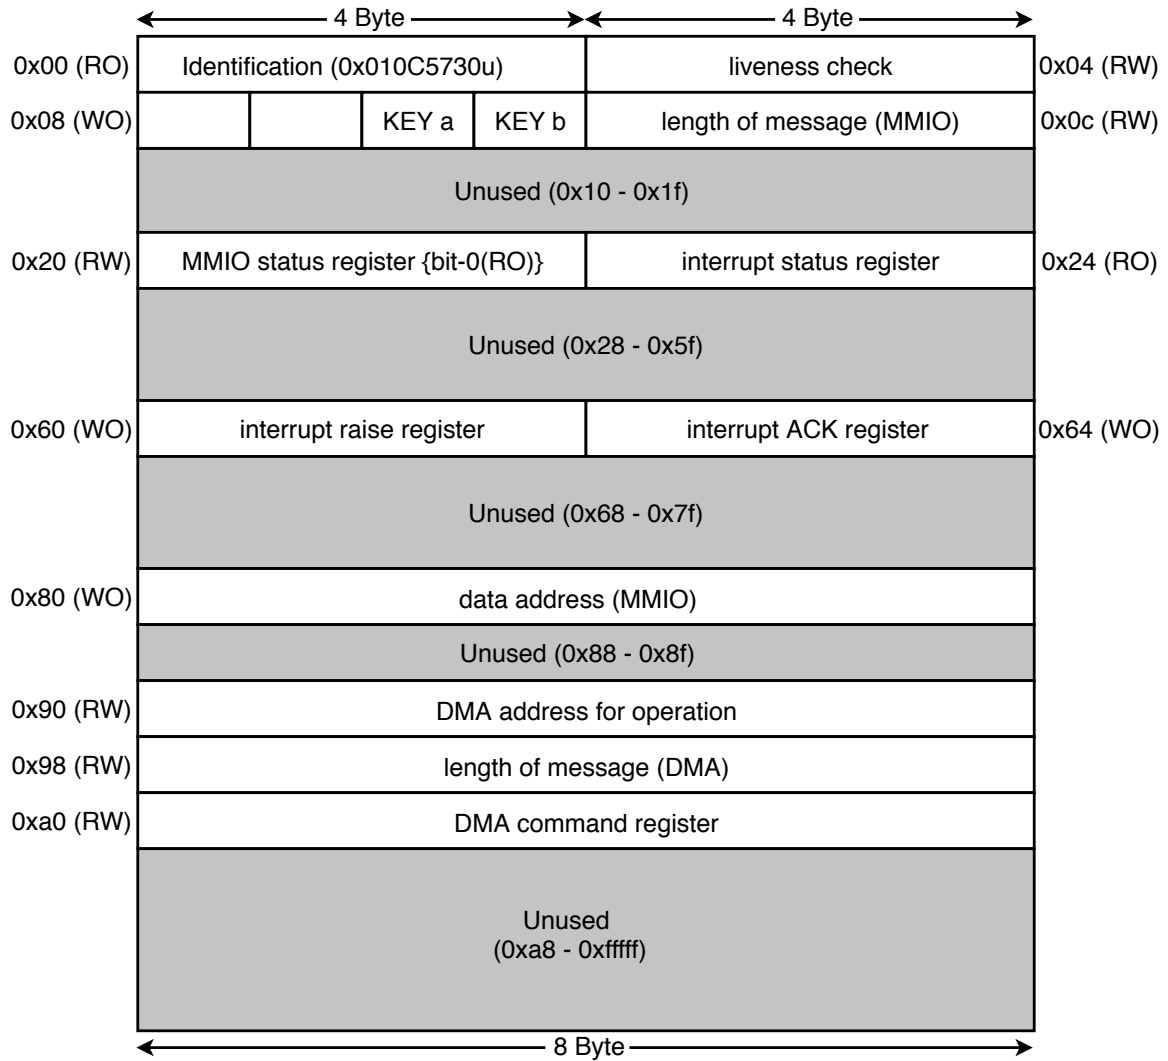 4 Byte 4 Byte
0x00 (RO) Identification (0x010C5730u) liveness check 0x04 (RW)
0x08 (WO) KEY a KEY b length of message (MMIO) 0x0c (RW)
Unused (0x10 - 0x1f)
0x20 (RW) MMIO status register {bit-0(RO)} interrupt status register 0x24 (RO)
Unused (0x28 - 0x5f)
0x60 (WO) interrupt raise register interrupt ACK register 0x64 (WO)
Unused (0x68 - 0x7f)
0x80 (WO) data address (MMIO)
Unused (0x88 - 0x8f)
0x90 (RW) DMA address for operation
0x98 (RW) length of message (DMA)
0xa0 (RW) DMA command register
Unused
(0xa8 - 0xfffff)
8 Byte